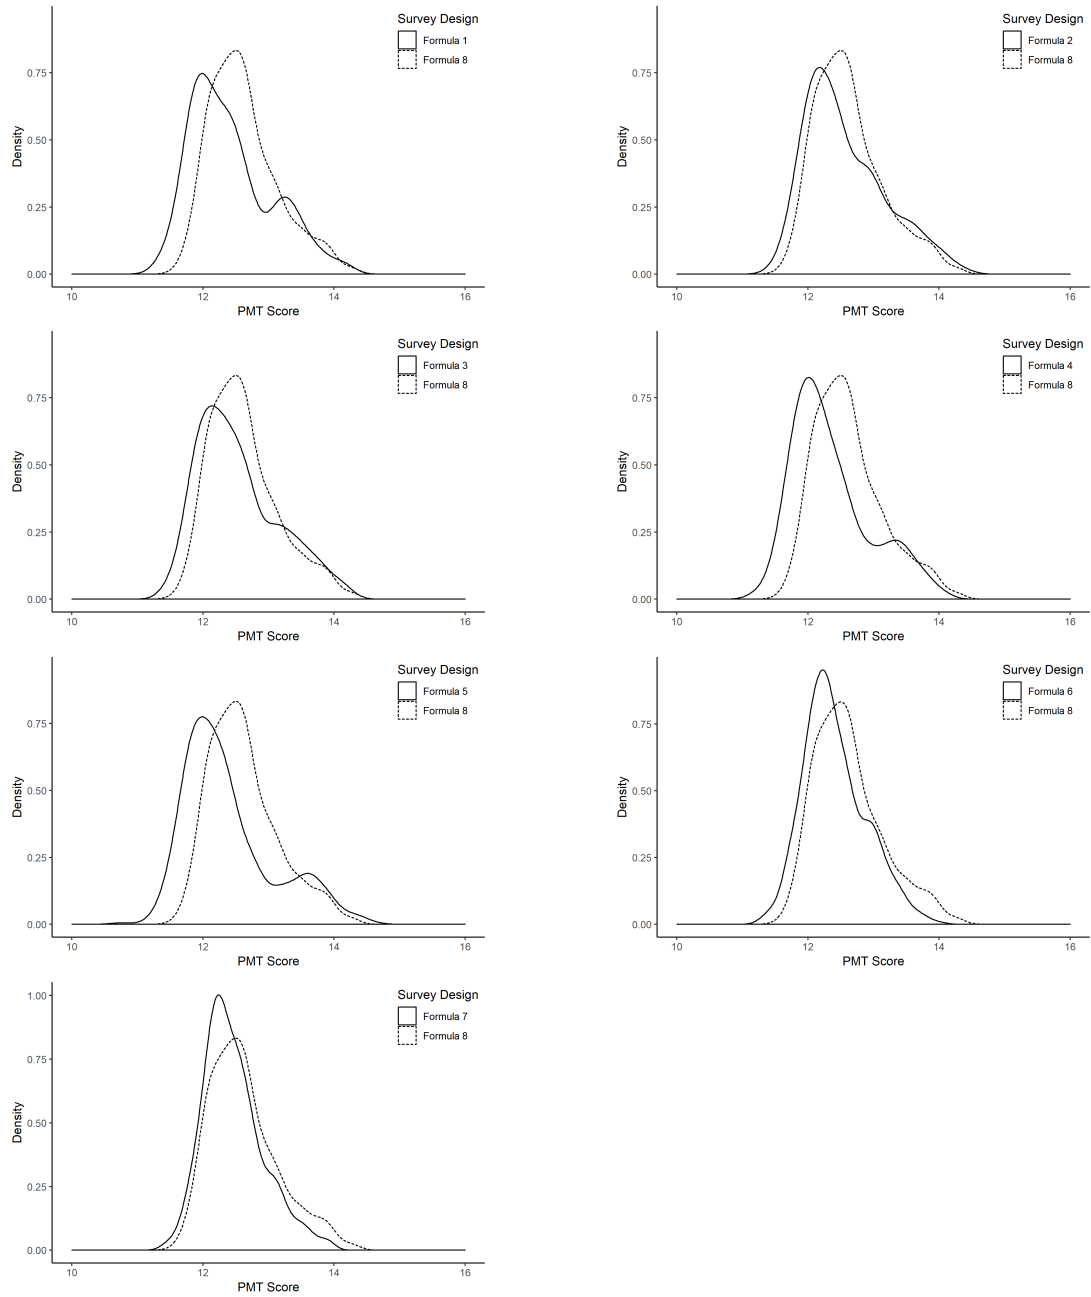 Survey Design
Formula 1
Formula 8
0.75
0.50
0.25
0.00
Density
10 12 14 16
PMT Score
Survey Design
Formula 2
Formula 8
0.75
0.50
0.25
0.00
Density
10 12 14 16
PMT Score
Survey Design
Formula 3
Formula 8
0.75
0.50
0.25
0.00
Density
10 12 14 16
PMT Score
Survey Design
Formula 4
Formula 8
0.75
0.50
0.25
0.00
Density
10 12 14 16
PMT Score
Survey Design
Formula 5
Formula 8
0.75
0.50
0.25
0.00
Density
10 12 14 16
PMT Score
Survey Design
Formula 6
Formula 8
0.75
0.50
0.25
0.00
Density
10 12 14 16
PMT Score
Survey Design
Formula 7
Formula 8
1.00
0.75
0.50
0.25
0.00
Density
10 12 14 16
PMT Score